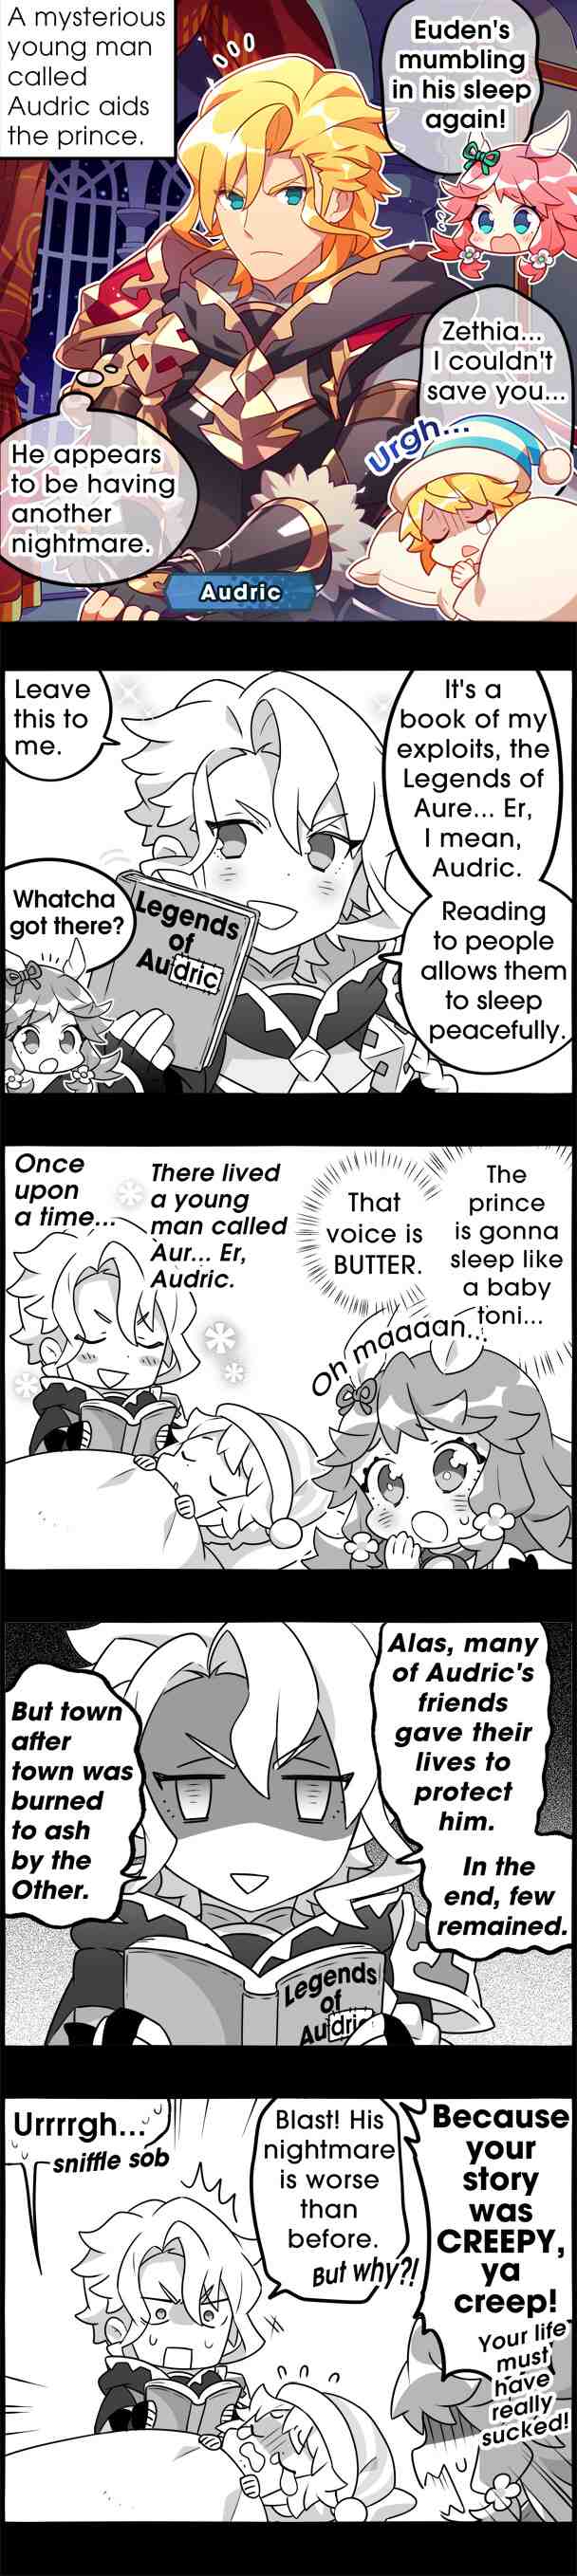 A mysterious
young man
called
Audric aids
the prince.
Euden's
mumbling
in his sleep
again!
Zethia...
I couldn't
save you...
Urgh...
He appears
to be having
another
nightmare.
Audric
Leave
this to
me.
It's a
book of my
exploits, the
Legends of
Aure... Er,
I mean,
Audric.
Whatcha
got there?
Legends
of
Audric
Reading
to people
allows them
to sleep
peacefully.
Once
upon
a time...
There lived
a young
man called
Aur... Er,
Audric.
That
voice is
BUTTER.
The
prince
is gonna
sleep like
a baby
toni...
Oh maaaan...
Alas, many
of Audric's
friends
gave their
lives to
protect
him.
In the
end, few
remained.
But town
after
town was
burned
to ash
by the
Other.
Legends
of
Audric
Urrrrgh...
sniffle sob
Blast! His
nightmare
is worse
than
before.
But why?!
Because
your
story
was
CREEPY,
ya
creep!
Your life
must
have
really
sucked!